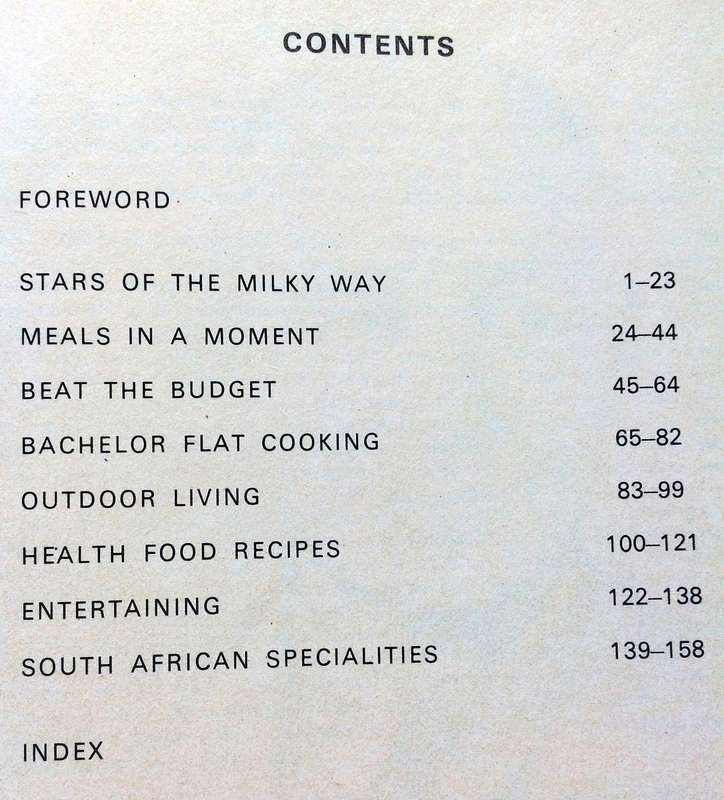 CONTENTS
FOREWORD
STARS OF THE MILKY WAY 1–23
MEALS IN A MOMENT 24–44
BEAT THE BUDGET 45–64
BACHELOR FLAT COOKING 65–82
OUTDOOR LIVING 83–99
HEALTH FOOD RECIPES 100–121
ENTERTAINING 122–138
SOUTH AFRICAN SPECIALITIES 139–158
INDEX